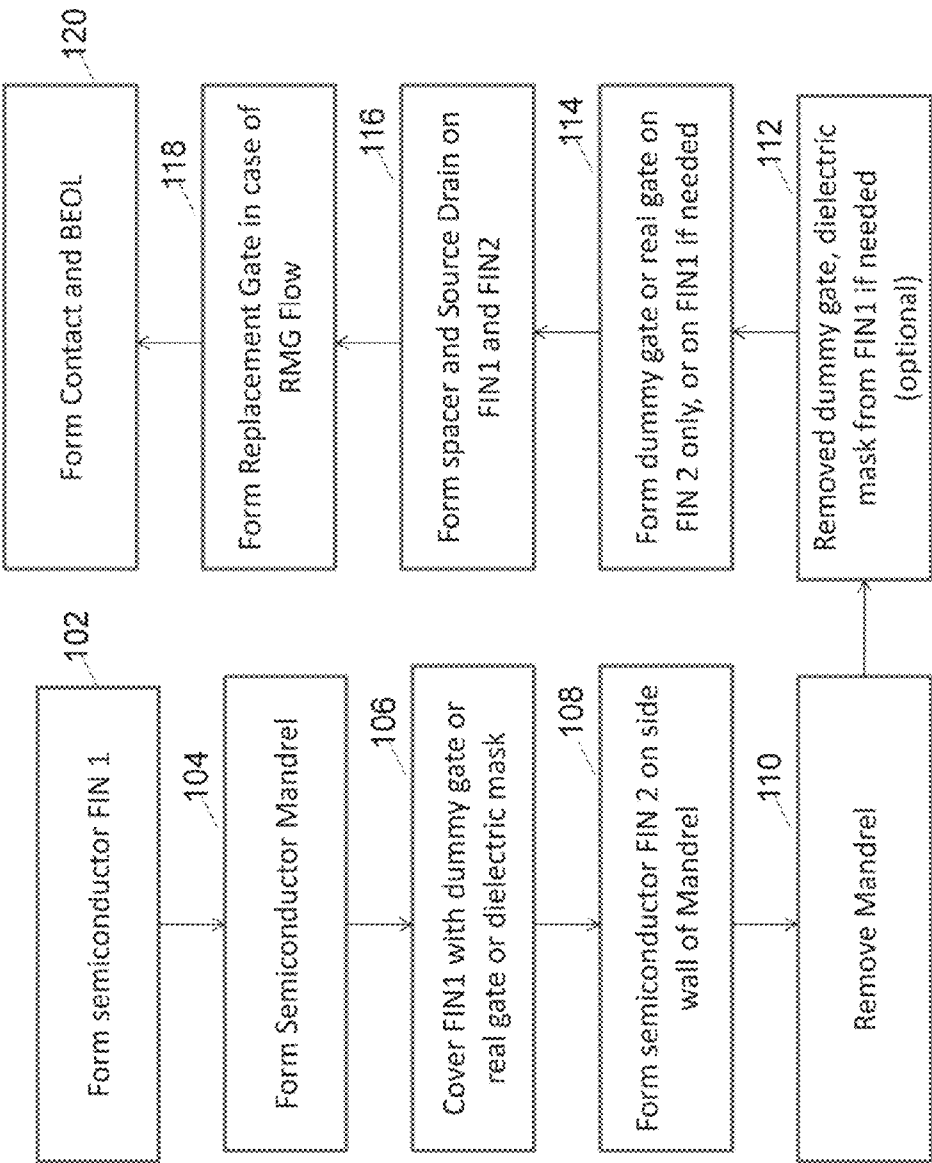 102
Form semiconductor FIN 1
104
Form Semiconductor Mandrel
106
Cover FIN1 with dummy gate or
real gate or dielectric mask
108
Form semiconductor FIN 2 on side
wall of Mandrel
110
Remove Mandrel
112
Removed dummy gate, dielectric
mask from FIN1 if needed
(optional)
114
Form dummy gate or real gate on
FIN 2 only, or on FIN1 if needed
116
Form spacer and Source Drain on
FIN1 and FIN2
118
Form Replacement Gate in case of
RMG Flow
120
Form Contact and BEOL